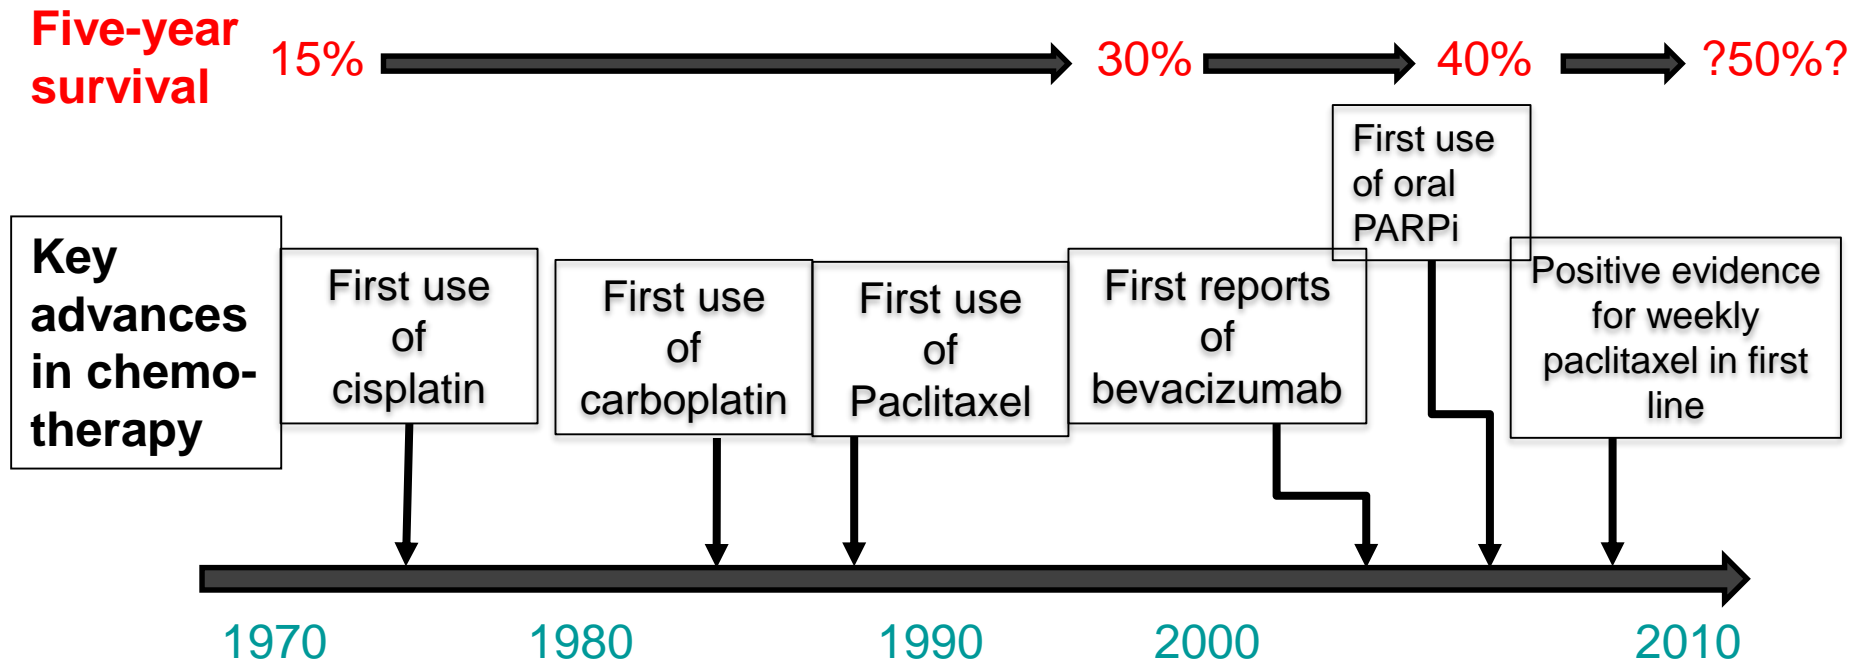 Five-year
survival
15%
30%
40%
?50%?
Key
advances
in chemo-
therapy
First use
of
cisplatin
First use
of
carboplatin
First use
of
Paclitaxel
First reports
of
bevacizumab
First use
of oral
PARPi
Positive evidence
for weekly
paclitaxel in first
line
1970
1980
1990
2000
2010